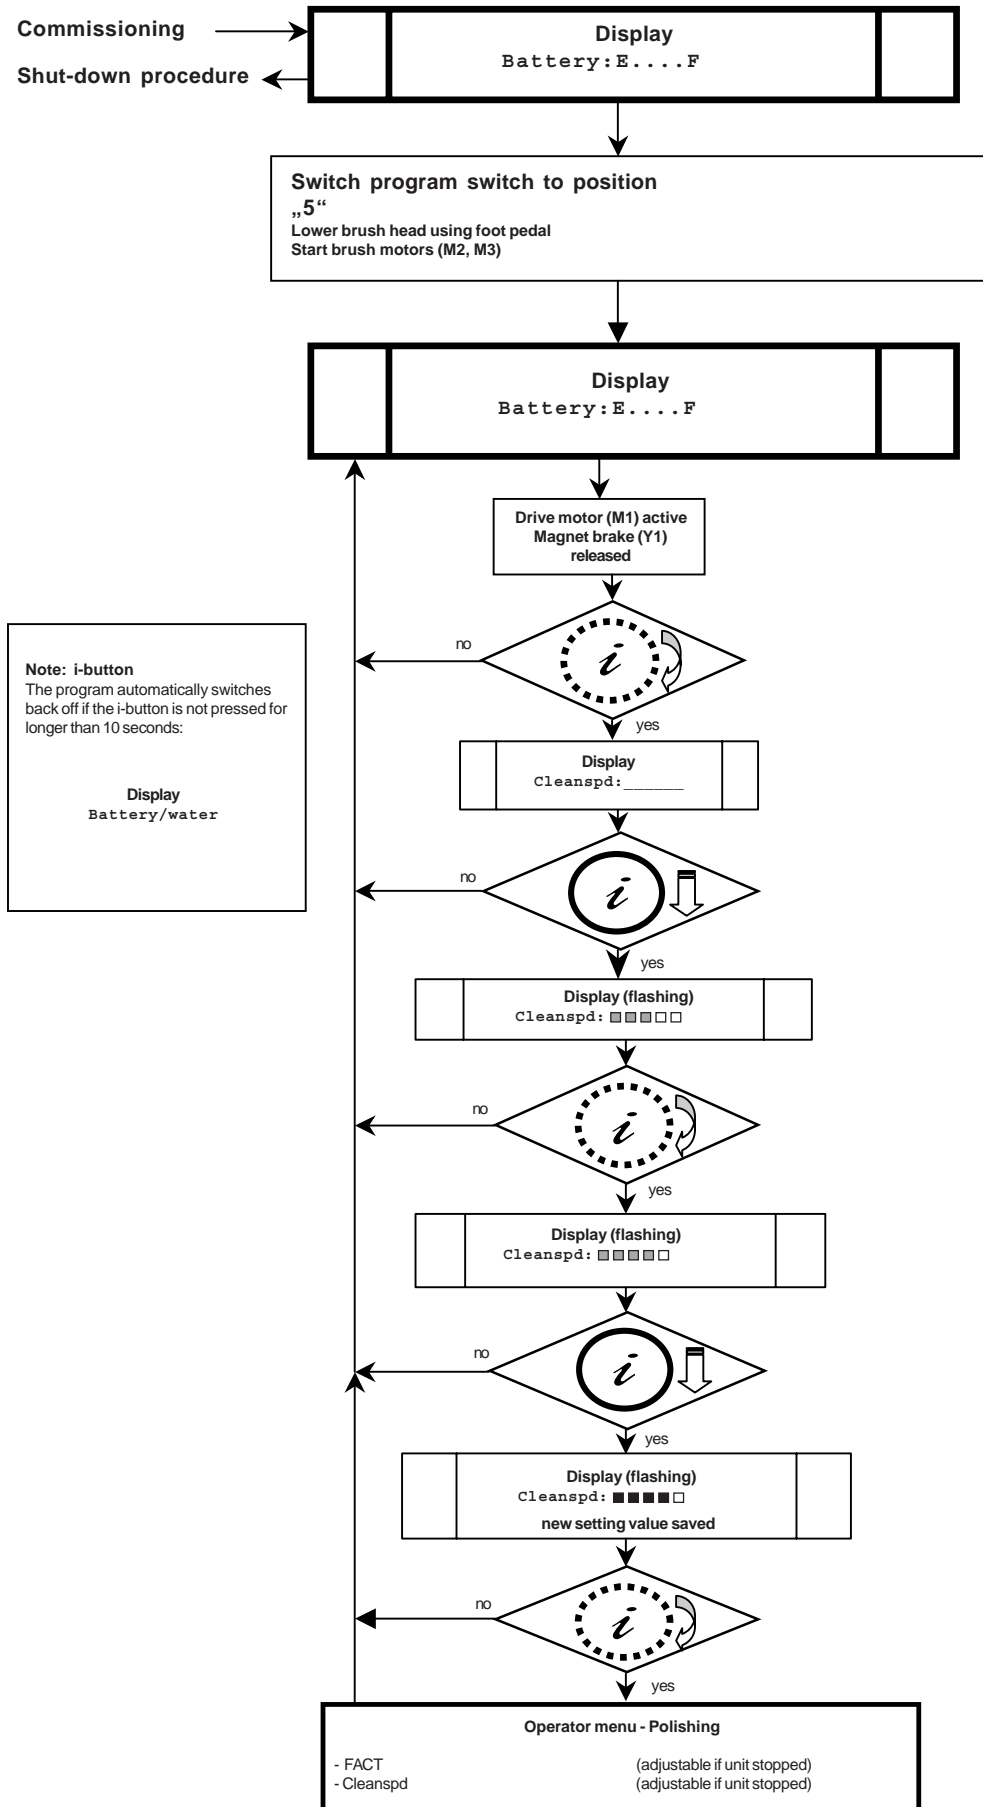 Commissioning
Shut-down procedure
Display
Battery:E....F
Switch program switch to position
„5“
Lower brush head using foot pedal
Start brush motors (M2, M3)
Display
Battery:E....F
Drive motor (M1) active
Magnet brake (Y1)
released
no
i
yes
Note: i-button
The program automatically switches
back off if the i-button is not pressed for
longer than 10 seconds:
Display
Battery/water
Display
Cleanspd:______
no
i
yes
Display (flashing)
Cleanspd:
no
i
yes
Display (flashing)
Cleanspd:
no
i
yes
Display (flashing)
Cleanspd:
new setting value saved
no
i
yes
Operator menu - Polishing
- FACT (adjustable if unit stopped)
- Cleanspd (adjustable if unit stopped)